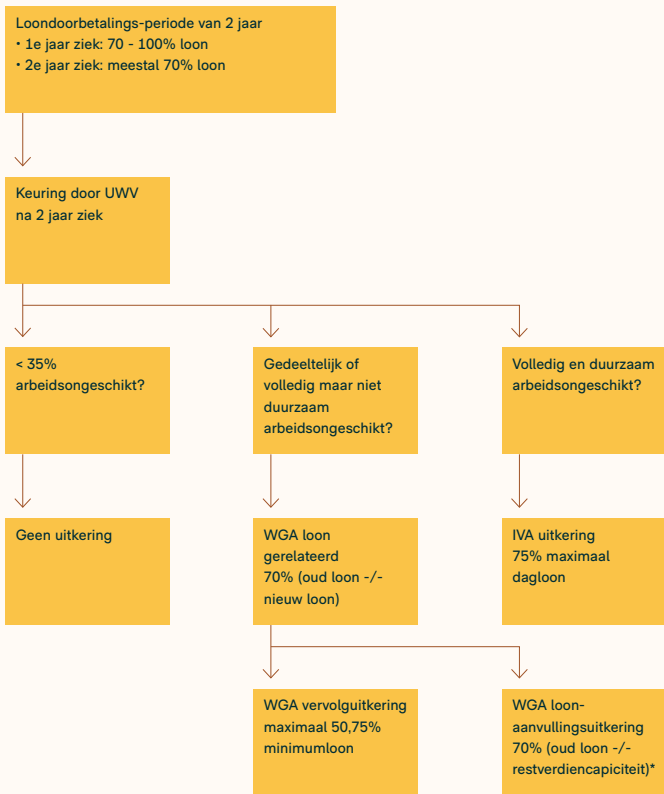 Loondoorbetalings-periode van 2 jaar
• 1e jaar ziek: 70 - 100% loon
• 2e jaar ziek: meestal 70% loon
Keuring door UWV
na 2 jaar ziek
< 35%
arbeidsongeschikt?
Gedeeltelijk of
volledig maar niet
duurzaam
arbeidsongeschikt?
Volledig en duurzaam
arbeidsongeschikt?
Geen uitkering
WGA loon
gerelateerd
70% (oud loon -/-
nieuw loon)
IVA uitkering
75% maximaal
dagloon
WGA vervolguitkering
maximaal 50,75%
minimumloon
WGA loon-
aanvullingsuitkering
70% (oud loon -/-
restverdiencapiciteit)*